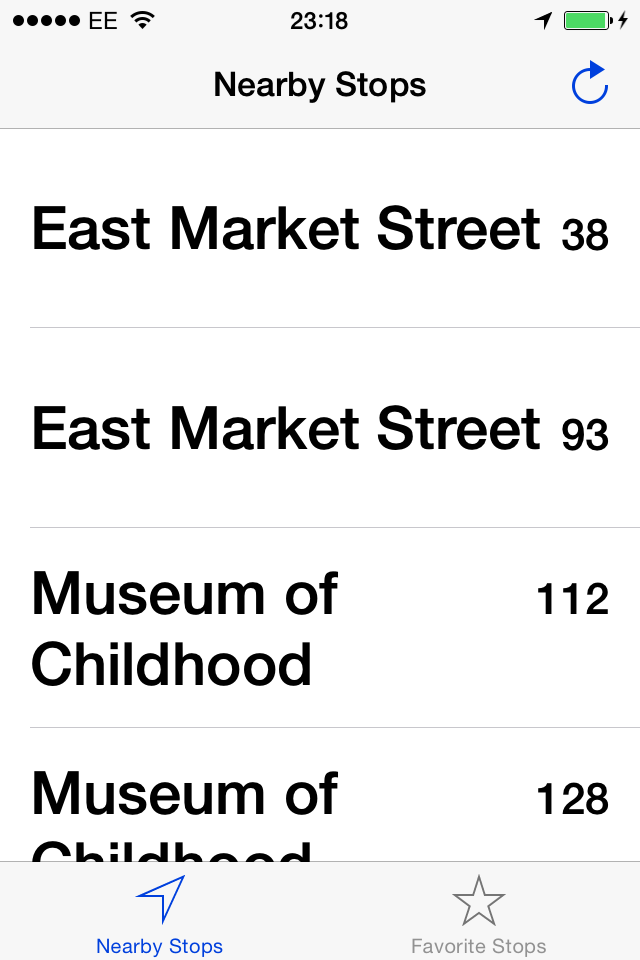 EE 23:18
Nearby Stops
East Market Street 38
East Market Street 93
Museum of 112
Childhood
Museum of 128
Childhood
Nearby Stops Favorite Stops